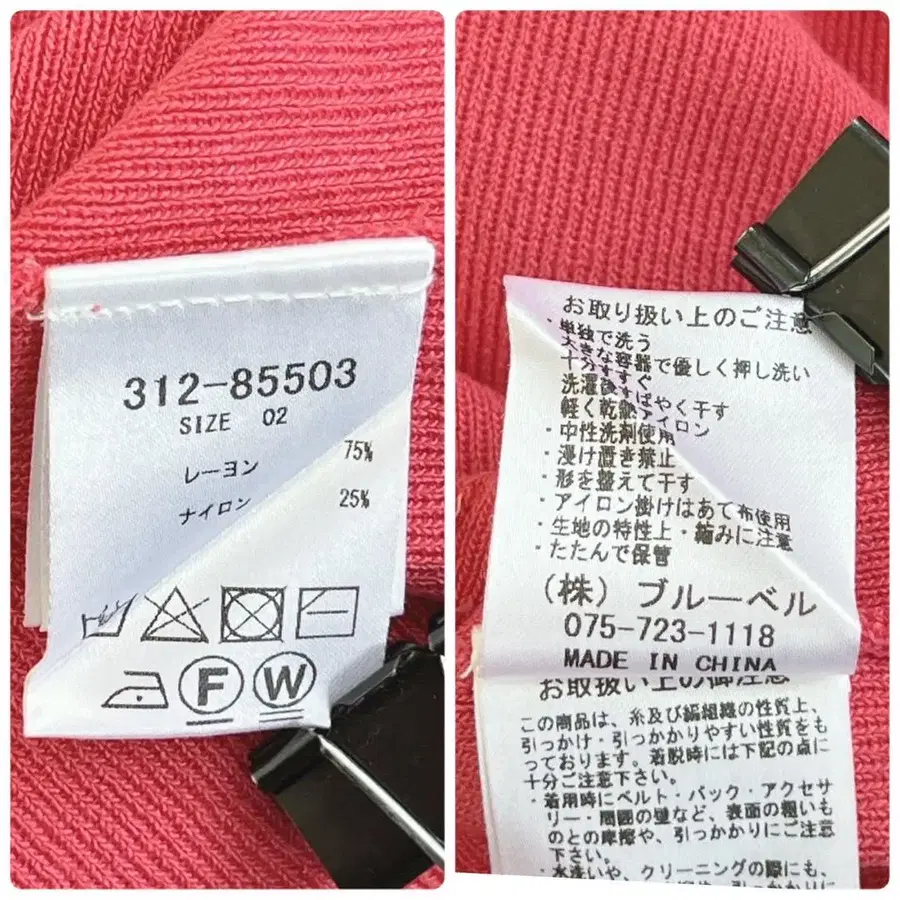 312-85503
SIZE 02
レーヨン 75%
ナイロン 25%
F W
お取り扱い上のご注意
・単独で洗う
大きな容器で優しく押し洗い
十分すすぐ
洗濯後すばやく干す
軽く乾熱アイロン
・中性洗剤使用
・浸け置き禁止
・形を整えて干す
・アイロン掛けはあて布使用
・生地の特性上・縮みに注意
・たたんで保管
(株) ブルーベル
075-723-1118
MADE IN CHINA
お取扱い上の御注意
この商品は、糸及び編組織の性質上、
引っかけ・引っかかりやすい性質をも
っております。着脱時には下記の点に
十分ご注意下さい。
・着用時にベルト・バック・アクセサ
リー・周囲の壁など、表面の粗いも
のとの摩擦や、引っかかりにご注意
下さい。
・水洗いや、クリーニングの際にも、